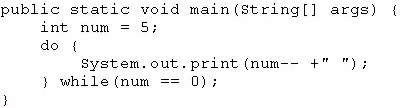 public static void main(String[] args) {
    int num = 5;
    do {
        System.out.print(num-- +" ");
    } while(num == 0);
}